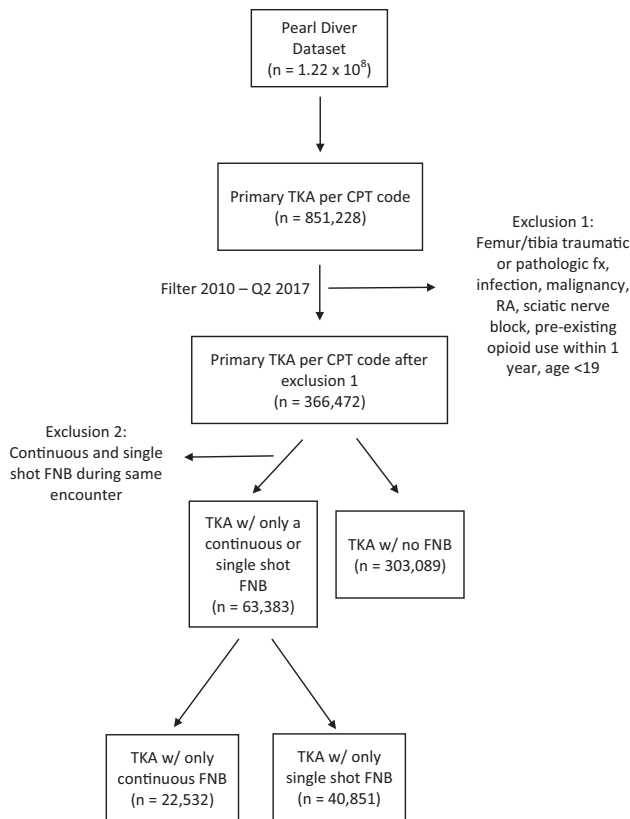 Pearl Diver
Dataset
(n = 1.22 x 10⁸)
Primary TKA per CPT code
(n = 851,228)
Exclusion 1:
Femur/tibia traumatic
or pathologic fx,
infection, malignancy,
RA, sciatic nerve
block, pre-existing
opioid use within 1
year, age <19
Filter 2010 – Q2 2017
Primary TKA per CPT code after
exclusion 1
(n = 366,472)
Exclusion 2:
Continuous and single
shot FNB during same
encounter
TKA w/ only a
continuous or
single shot
FNB
(n = 63,383)
TKA w/ no FNB
(n = 303,089)
TKA w/ only
continuous FNB
(n = 22,532)
TKA w/ only
single shot FNB
(n = 40,851)